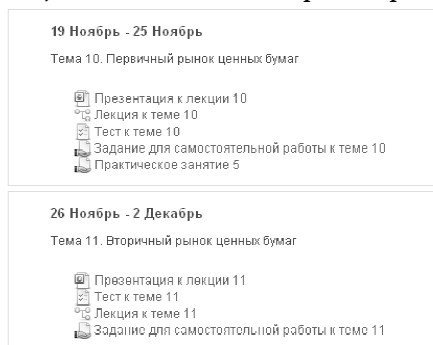 19 Ноябрь - 25 Ноябрь
Тема 10. Первичный рынок ценных бумаг
Презентация к лекции 10
Лекция к теме 10
Тест к теме 10
Задание для самостоятельной работы к теме 10
Практическое занятие 5
26 Ноябрь - 2 Декабрь
Тема 11. Вторичный рынок ценных бумаг
Презентация к лекции 11
Тест к теме 11
Лекция к теме 11
Задание для самостоятельной работы к теме 11